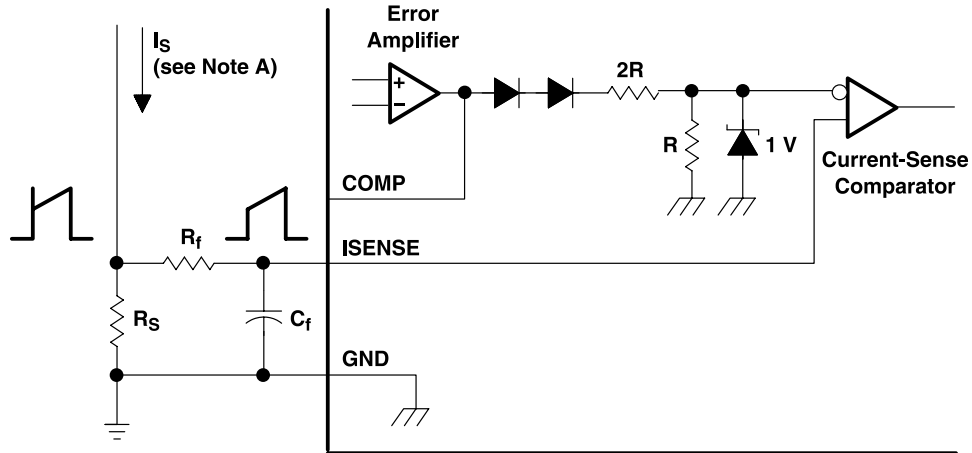 Error
Amplifier
IS
(see Note A)
+
−
2R
R
1 V
Current-Sense
Comparator
COMP
Rf
ISENSE
RS
Cf
GND